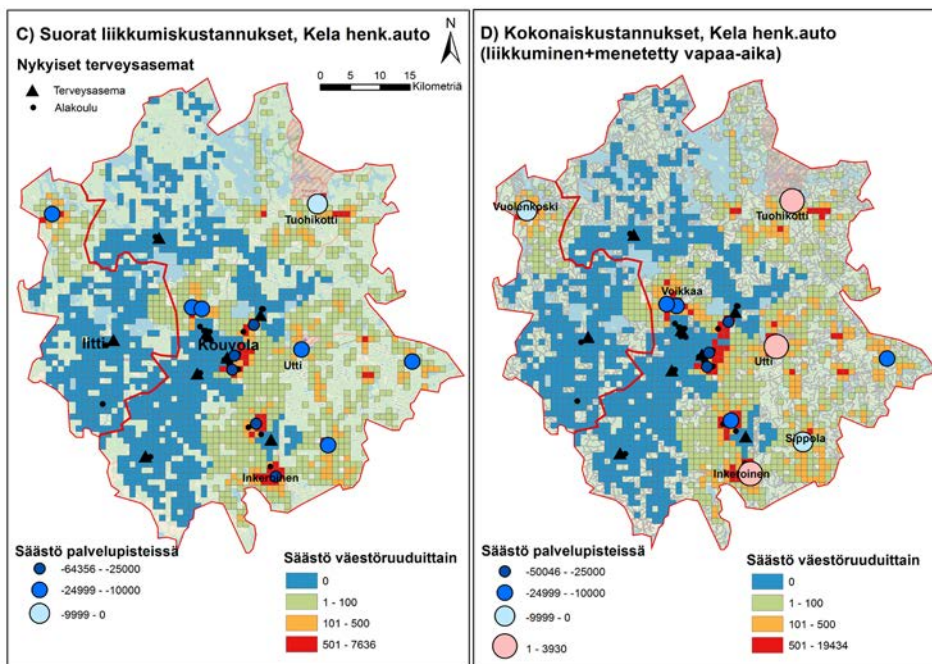 C) Suorat liikkumiskustannukset, Kela henk.auto
N
Nykyiset terveysasemat
Terveysasema
Alakoulu
0 5 10 15
Kilometriä
Tuohikotti
Iitti
Kouvola
Utti
Inkeroinen
Säästö palvelupisteissä
-64356 - -25000
-24999 - -10000
-9999 - 0
Säästö väestöruuduittain
0
1 - 100
101 - 500
501 - 7636
D) Kokonaiskustannukset, Kela henk.auto
(liikkuminen+menetetty vapaa-aika)
Vuolenkoski
Tuohikotti
Voikkaa
Utti
Sippola
Inkeroinen
Säästö palvelupisteissä
-50046 - -25000
-24999 - -10000
-9999 - 0
1 - 3930
Säästö väestöruuduittain
0
1 - 100
101 - 500
501 - 19434